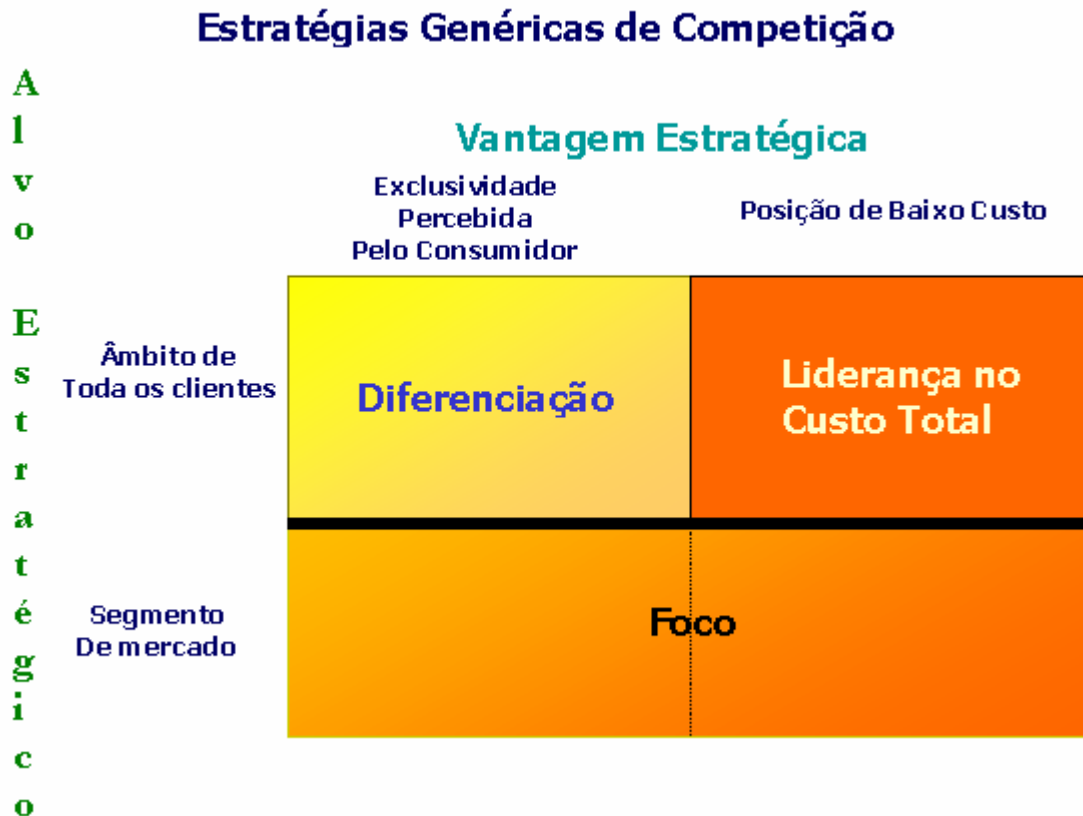 Estratégias Genéricas de Competição
Alvo Estratégico
Vantagem Estratégica
Exclusividade
Percebida
Pelo Consumidor
Posição de Baixo Custo
Âmbito de
Toda os clientes
Diferenciação
Liderança no
Custo Total
Segmento
De mercado
Foco